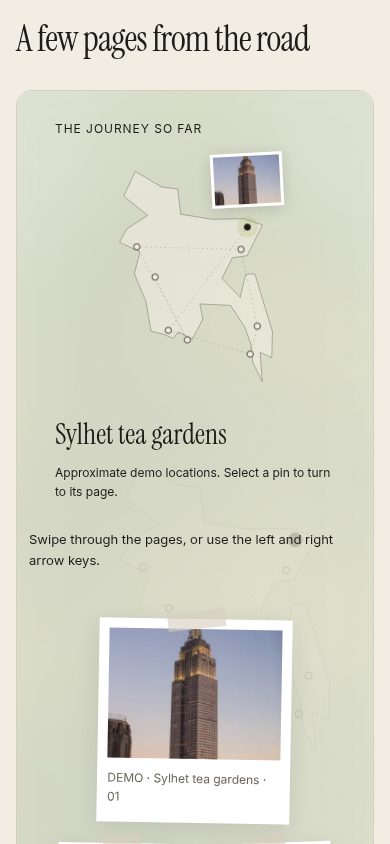 A few pages from the road
THE JOURNEY SO FAR
Sylhet tea gardens
Approximate demo locations. Select a pin to turn
to its page.
Swipe through the pages, or use the left and right
arrow keys.
DEMO · Sylhet tea gardens ·
01